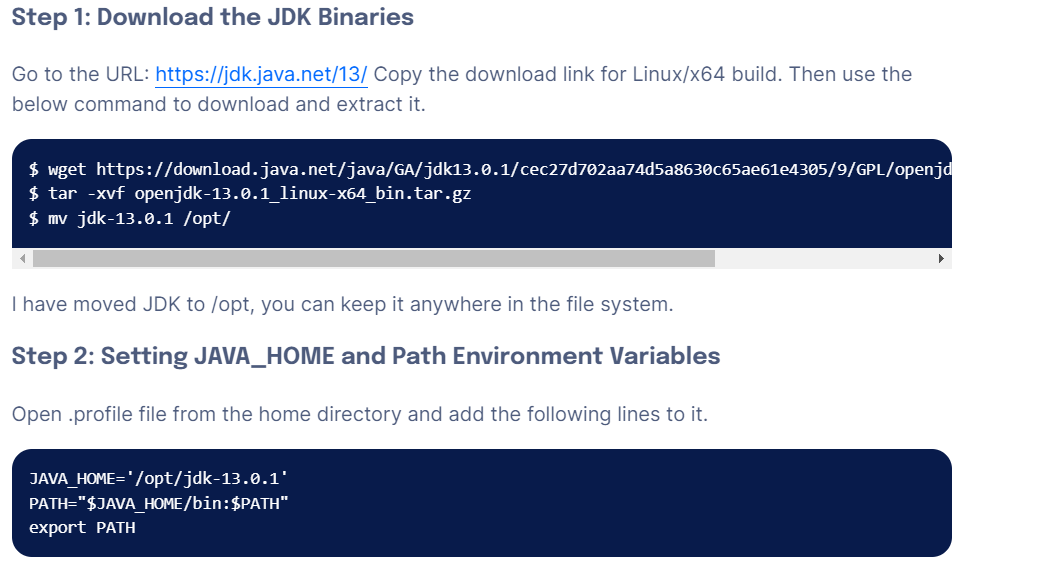 Step 1: Download the JDK Binaries
Go to the URL: https://jdk.java.net/13/ Copy the download link for Linux/x64 build. Then use the
below command to download and extract it.
$ wget https://download.java.net/java/GA/jdk13.0.1/cec27d702aa74d5a8630c65ae61e4305/9/GPL/openjd
$ tar -xvf openjdk-13.0.1_linux-x64_bin.tar.gz
$ mv jdk-13.0.1 /opt/
I have moved JDK to /opt, you can keep it anywhere in the file system.
Step 2: Setting JAVA_HOME and Path Environment Variables
Open .profile file from the home directory and add the following lines to it.
JAVA_HOME='/opt/jdk-13.0.1'
PATH="$JAVA_HOME/bin:$PATH"
export PATH